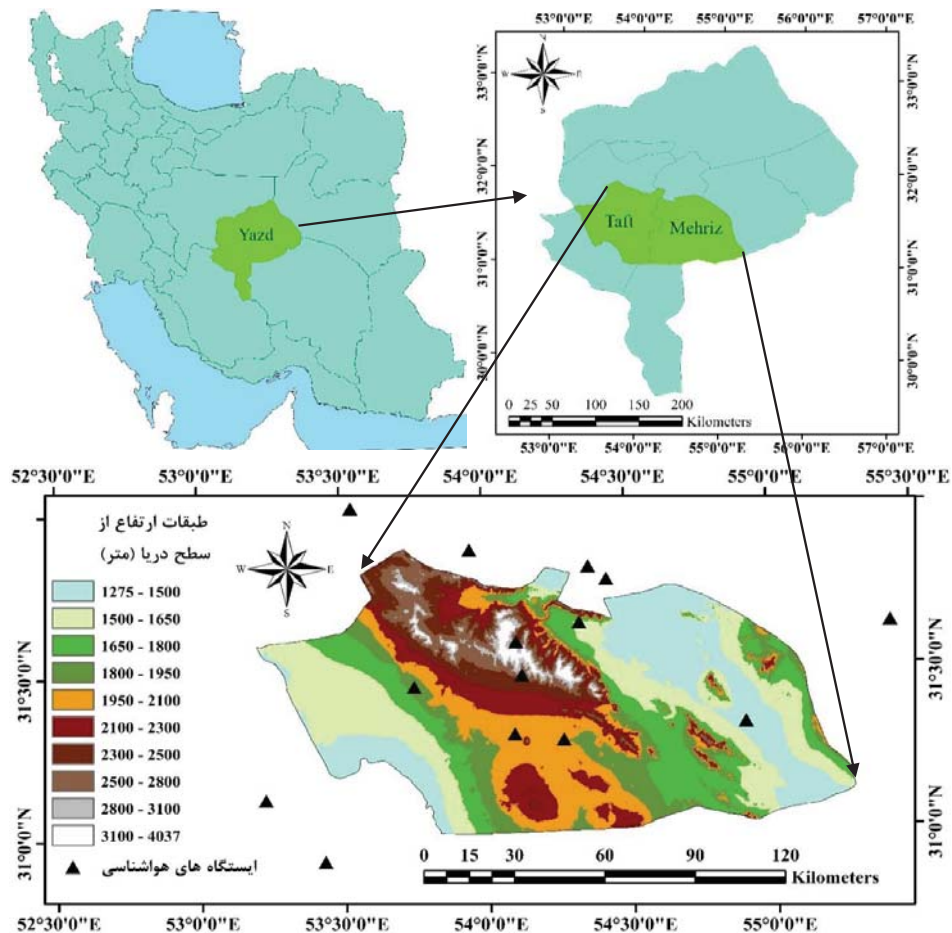 Yazd
53°0'0"E 54°0'0"E 55°0'0"E 56°0'0"E 57°0'0"E
N
W E
S
33°0'0"N
33°0'0"N
32°0'0"N
32°0'0"N
Taft
Mehriz
31°0'0"N
31°0'0"N
30°0'0"N
30°0'0"N
0 25 50 100 150 200
Kilometers
53°0'0"E 54°0'0"E 55°0'0"E 56°0'0"E 57°0'0"E
52°30'0"E 53°0'0"E 53°30'0"E 54°0'0"E 54°30'0"E 55°0'0"E 55°30'0"E
طبقات ارتفاع از
سطح دریا (متر)
N
W E
S
1275 - 1500
1500 - 1650
1650 - 1800
1800 - 1950
1950 - 2100
2100 - 2300
2300 - 2500
2500 - 2800
2800 - 3100
3100 - 4037
ایستگاه های هواشناسی
31°30'0"N
31°30'0"N
31°0'0"N
31°0'0"N
0 15 30 60 90 120
Kilometers
52°30'0"E 53°0'0"E 53°30'0"E 54°0'0"E 54°30'0"E 55°0'0"E